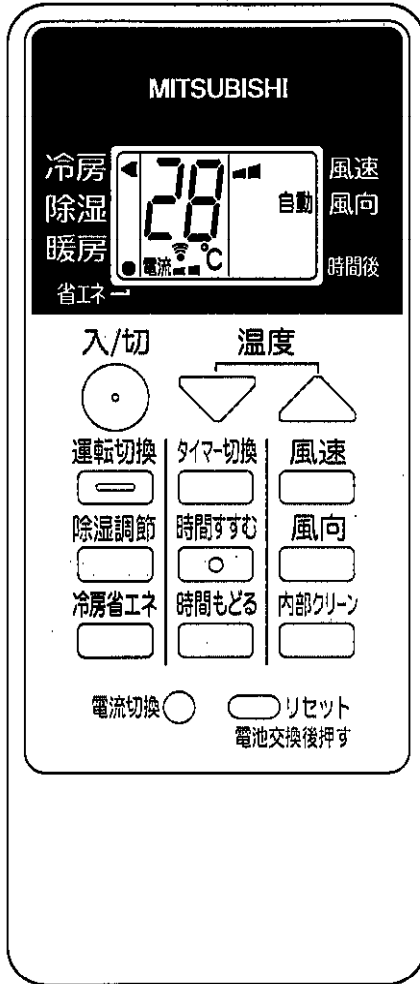 MITSUBISHI
冷房 28 風速
除湿 自動 風向
暖房 電流 ℃ 時間後
省エネ
入/切 温度
運転切換 タイマー切換 風速
除湿調節 時間すすむ 風向
冷房省エネ 時間もどる 内部クリーン
電流切換 リセット
電池交換後押す